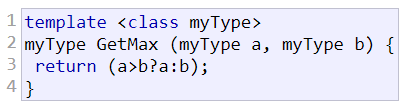 1 template <class myType>
2 myType GetMax (myType a, myType b) {
3  return (a>b?a:b);
4 }